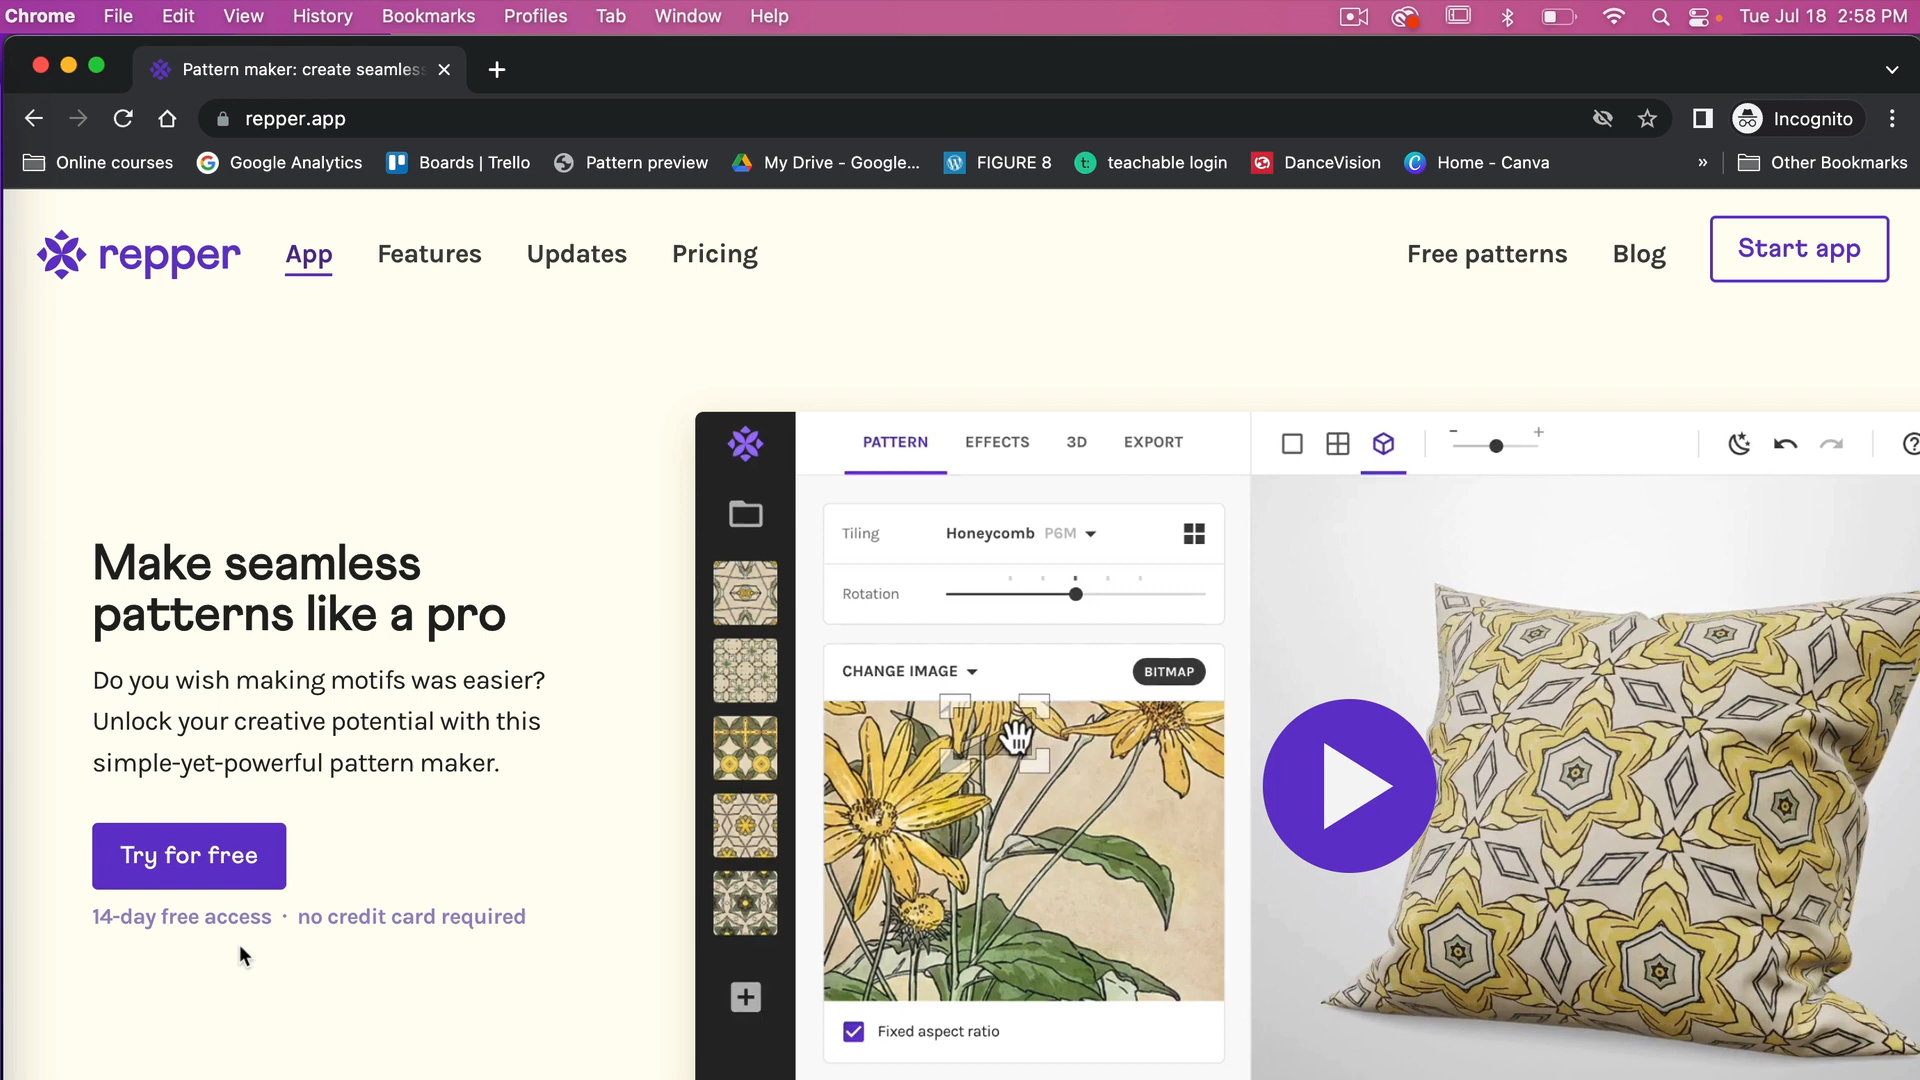 Chrome File Edit View History Bookmarks Profiles Tab Window Help Tue Jul 18 2:58 PM
Pattern maker: create seamles
repper.app Incognito
Online courses Google Analytics Boards | Trello Pattern preview My Drive - Google... FIGURE 8 teachable login DanceVision Home - Canva » Other Bookmarks
repper App Features Updates Pricing Free patterns Blog Start app
PATTERN EFFECTS 3D EXPORT
Tiling Honeycomb P6M
Rotation
CHANGE IMAGE BITMAP
Fixed aspect ratio
Make seamless
patterns like a pro
Do you wish making motifs was easier?
Unlock your creative potential with this
simple-yet-powerful pattern maker.
Try for free
14-day free access · no credit card required